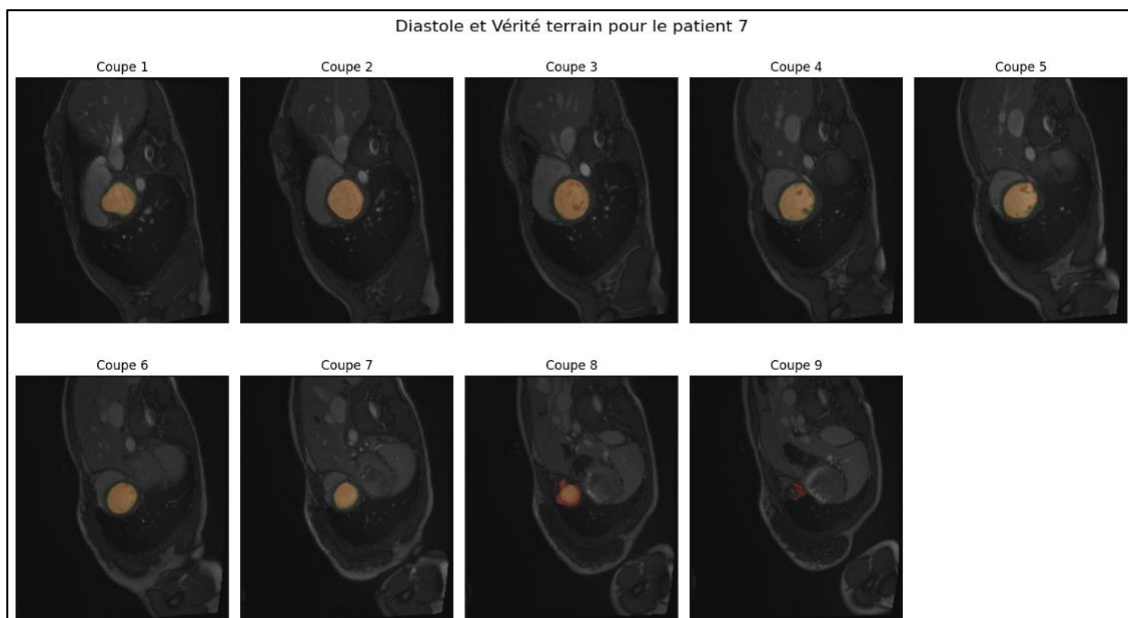 Diastole et Vérité terrain pour le patient 7
Coupe 1
Coupe 2
Coupe 3
Coupe 4
Coupe 5
Coupe 6
Coupe 7
Coupe 8
Coupe 9